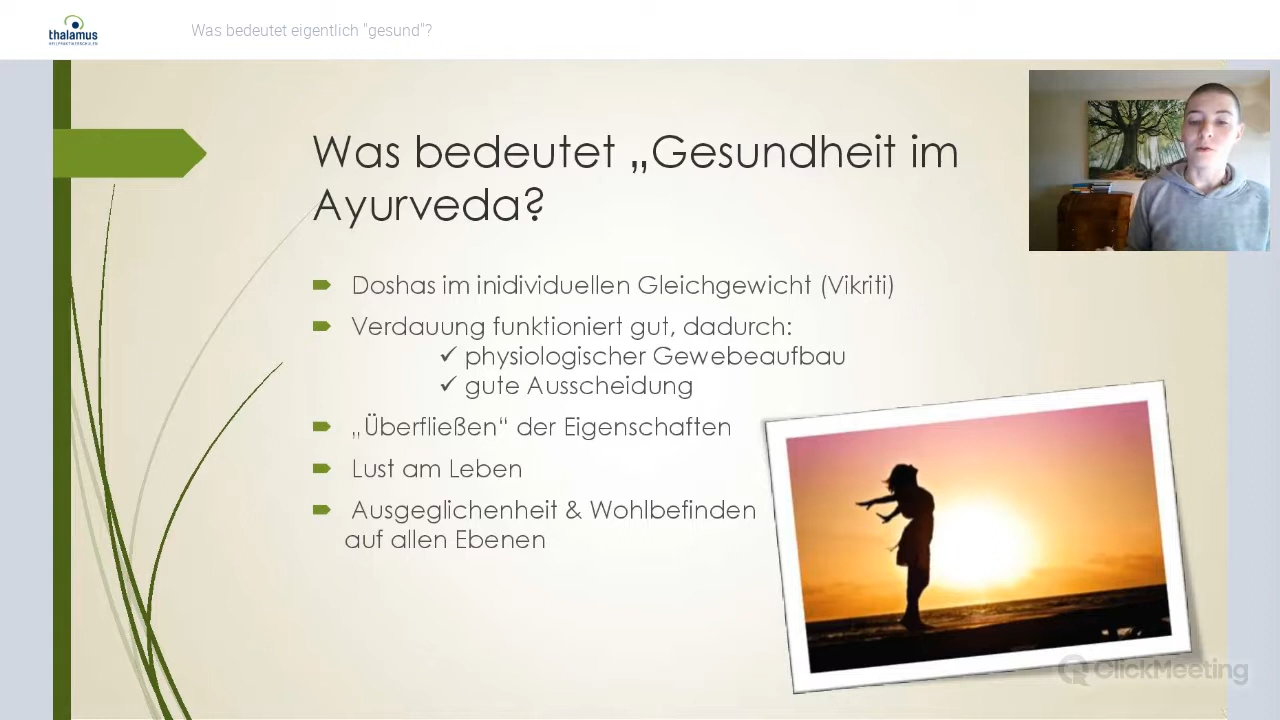 thalamus
HEILPRAKTIKERSCHULEN
Was bedeutet eigentlich "gesund"?
Was bedeutet „Gesundheit im
Ayurveda?
Doshas im inidividuellen Gleichgewicht (Vikriti)
Verdauung funktioniert gut, dadurch:
✓ physiologischer Gewebeaufbau
✓ gute Ausscheidung
„Überfließen“ der Eigenschaften
Lust am Leben
Ausgeglichenheit & Wohlbefinden
auf allen Ebenen
ClickMeeting